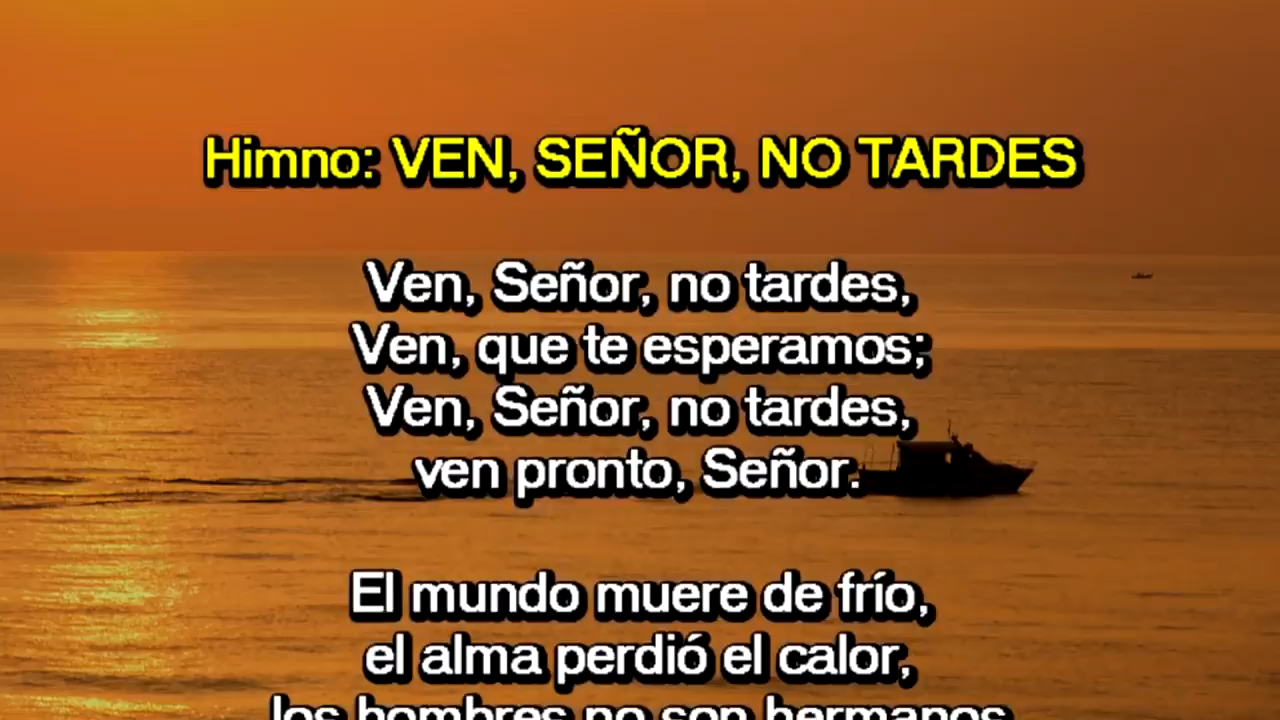 Himno: VEN, SEÑOR, NO TARDES
Ven, Señor, no tardes,
Ven, que te esperamos;
Ven, Señor, no tardes,
ven pronto, Señor.
El mundo muere de frío,
el alma perdió el calor,
los hombres no son hermanos